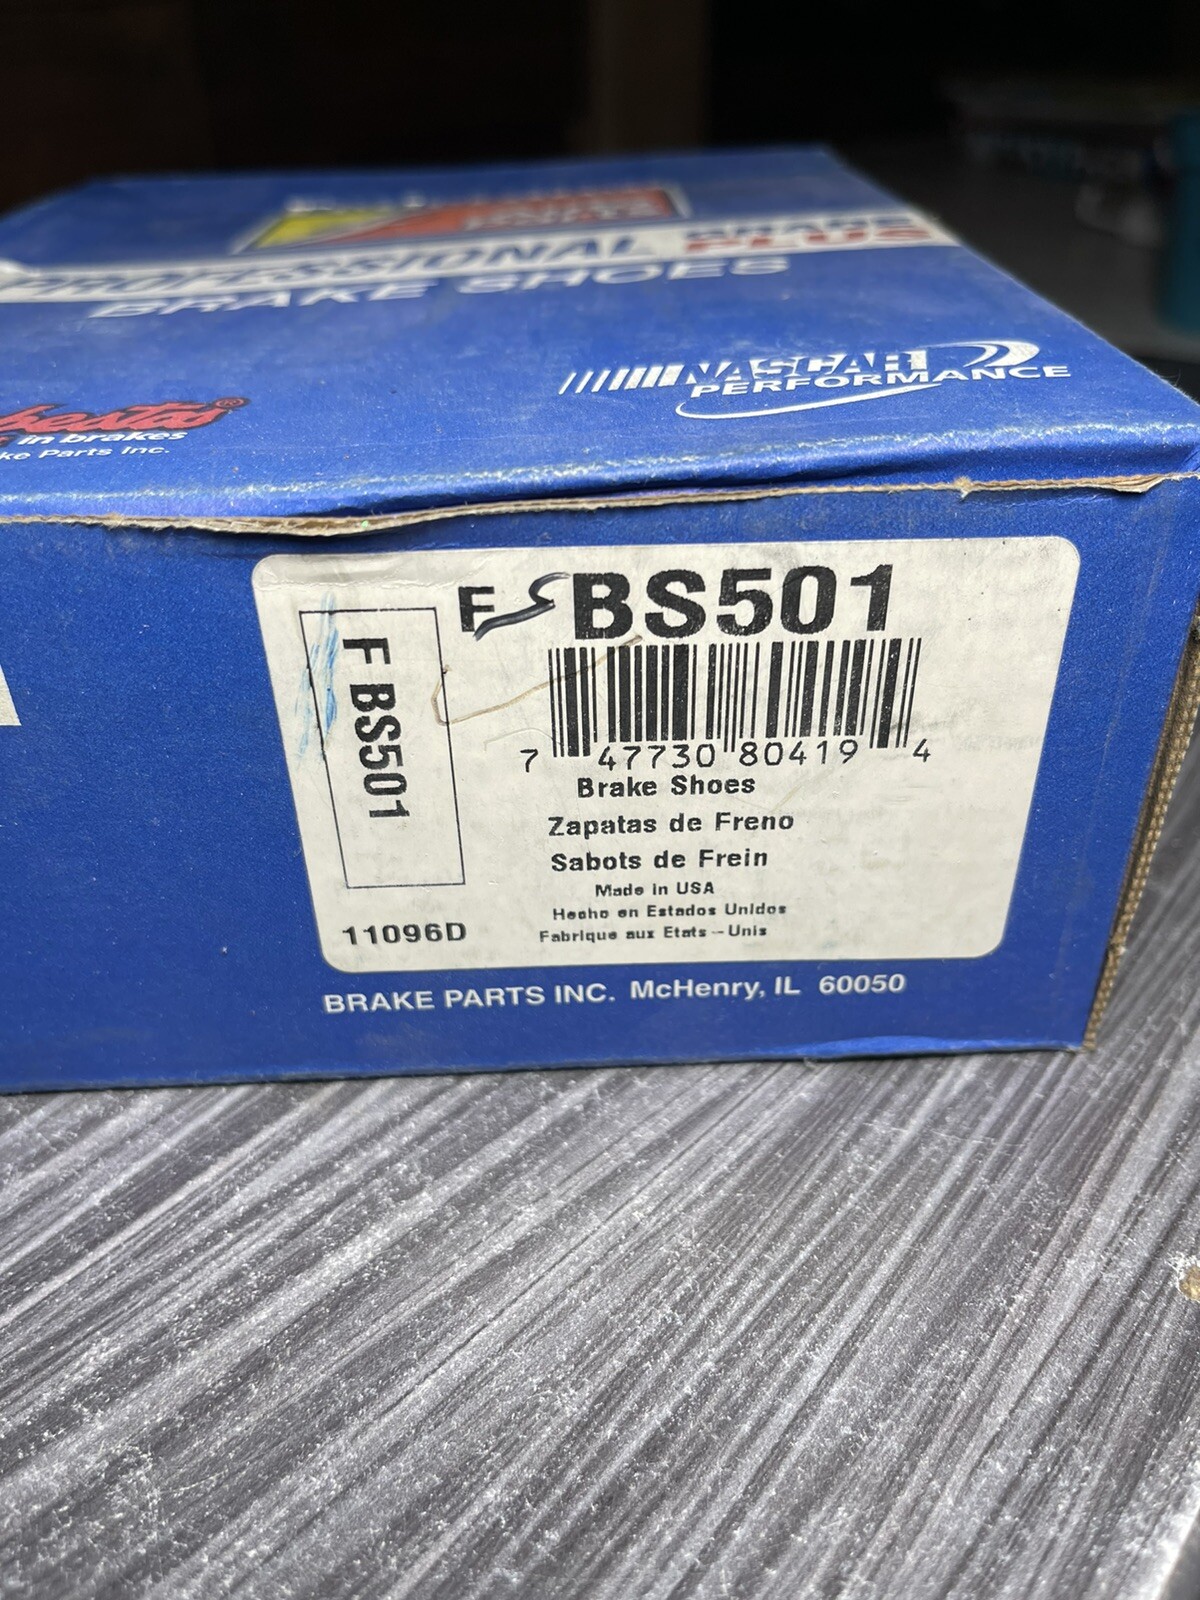 PROFESSIONAL BRAKE PLUS
BRAKE SHOES
NASCAR
PERFORMANCE
in brakes
Parts Inc.
F S BS501
F BS501
7 47730 80419 4
Brake Shoes
Zapatas de Freno
Sabots de Frein
Made in USA
Hecho en Estados Unidos
Fabrique aux Etats-Unis
11096D
BRAKE PARTS INC. McHenry, IL 60050